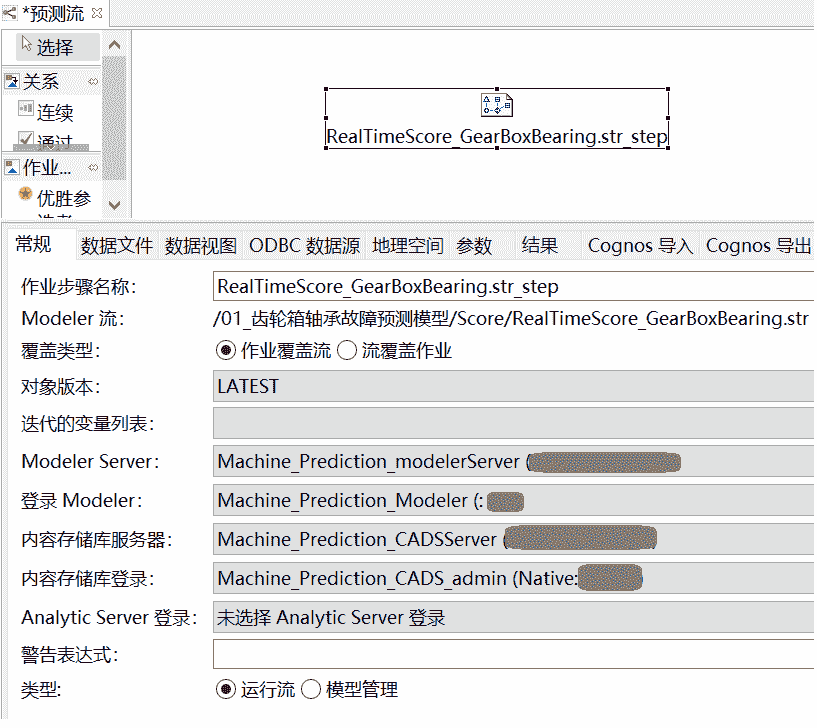 *预测流
选择
关系
连续
通过
作业...
优胜参
选者
RealTimeScore_GearBoxBearing.str_step
常规 数据文件 数据视图 ODBC 数据源 地理空间 参数 结果 Cognos 导入 Cognos 导出
作业步骤名称: RealTimeScore_GearBoxBearing.str_step
Modeler 流: /01_齿轮箱轴承故障预测模型/Score/RealTimeScore_GearBoxBearing.str
覆盖类型: 作业覆盖流 流覆盖作业
对象版本: LATEST
迭代的变量列表:
Modeler Server: Machine_Prediction_modelerServer (
登录 Modeler: Machine_Prediction_Modeler (:
内容存储库服务器: Machine_Prediction_CADSServer (
内容存储库登录: Machine_Prediction_CADS_admin (Native:
Analytic Server 登录: 未选择 Analytic Server 登录
警告表达式:
类型: 运行流 模型管理